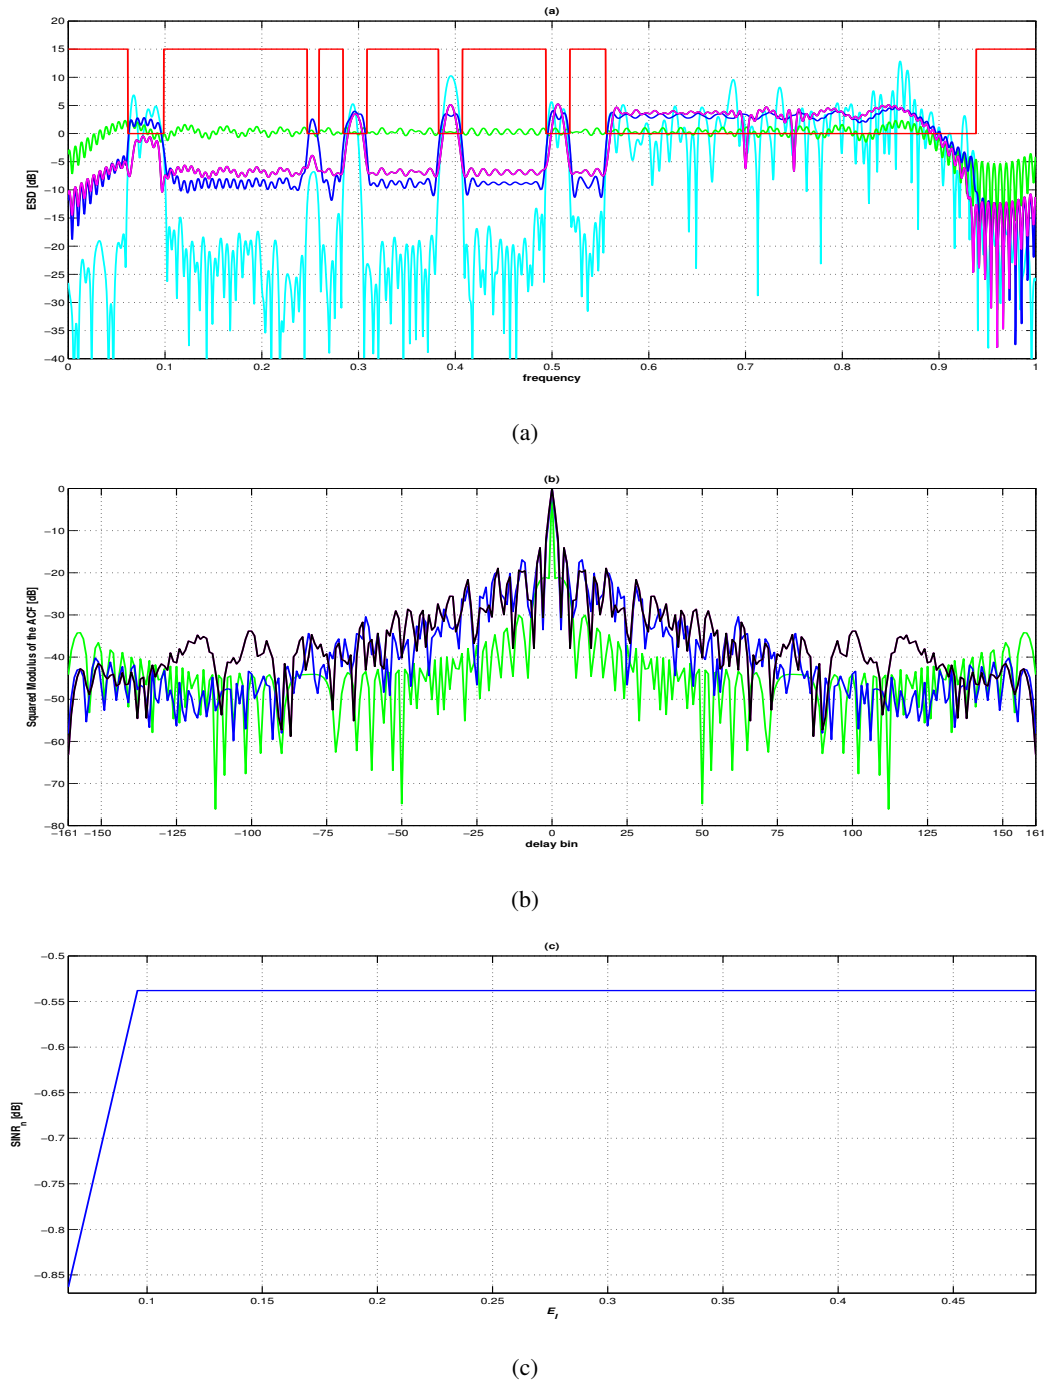 (a)
20
15
10
5
0
−5
−10
−15
−20
−25
−30
−35
−40
ESD [dB]
0 0.1 0.2 0.3 0.4 0.5 0.6 0.7 0.8 0.9 1
frequency
(a)
(b)
0
−10
−20
−30
−40
−50
−60
−70
−80
Squared Modulus of the ACF [dB]
−161 −150 −125 −100 −75 −50 −25 0 25 50 75 100 125 150 161
delay bin
(b)
(c)
−0.5
−0.55
−0.6
−0.65
−0.7
−0.75
−0.8
−0.85
SINRn [dB]
0.1 0.15 0.2 0.25 0.3 0.35 0.4 0.45
EI
(c)